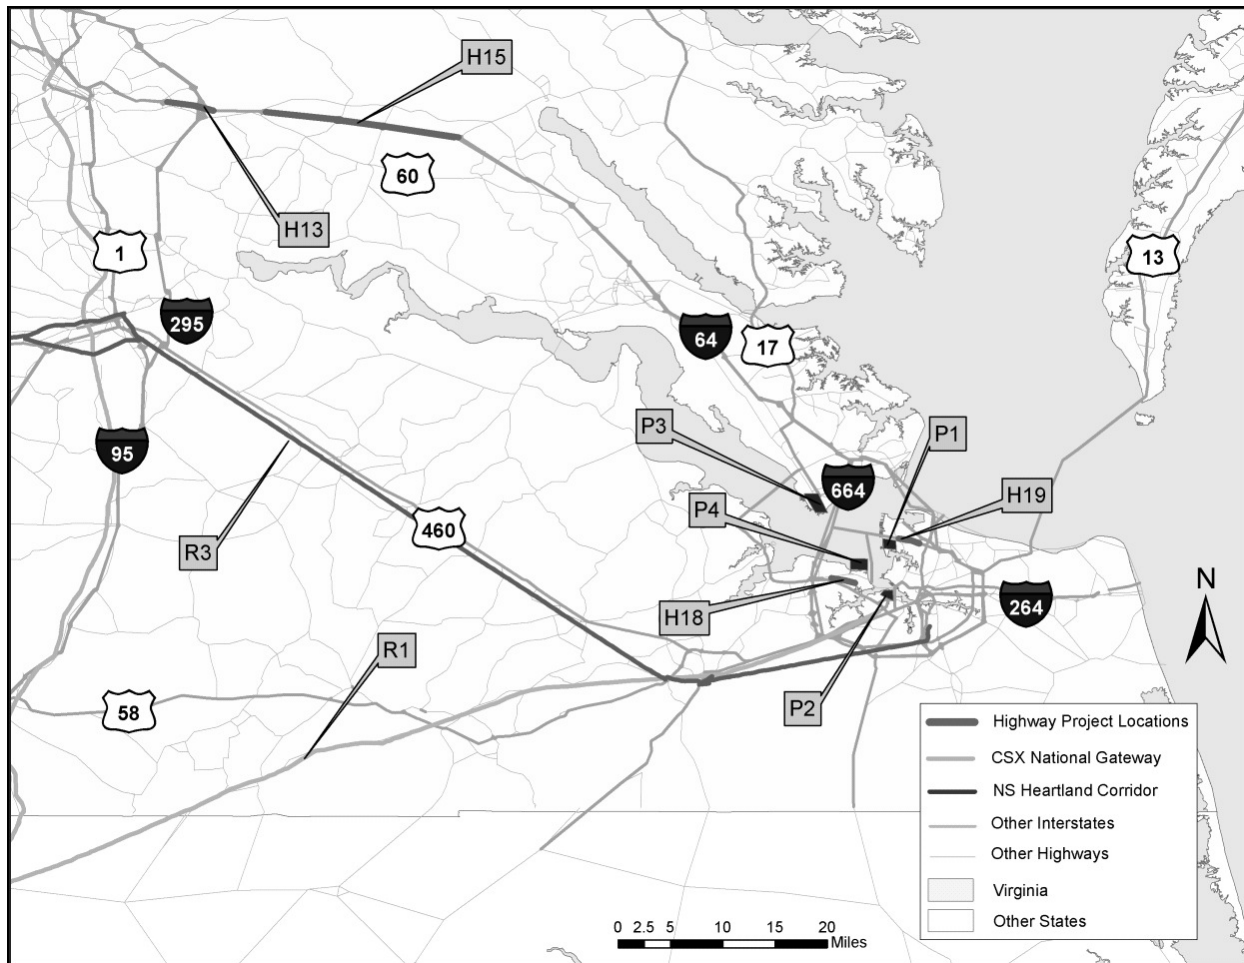 H15
60
H13
1
13
295
64
17
P3
P1
95
664
H19
P4
460
R3
N
264
H18
R1
P2
58
Highway Project Locations
CSX National Gateway
NS Heartland Corridor
Other Interstates
Other Highways
Virginia
Other States
0 2.5 5 10 15 20
Miles